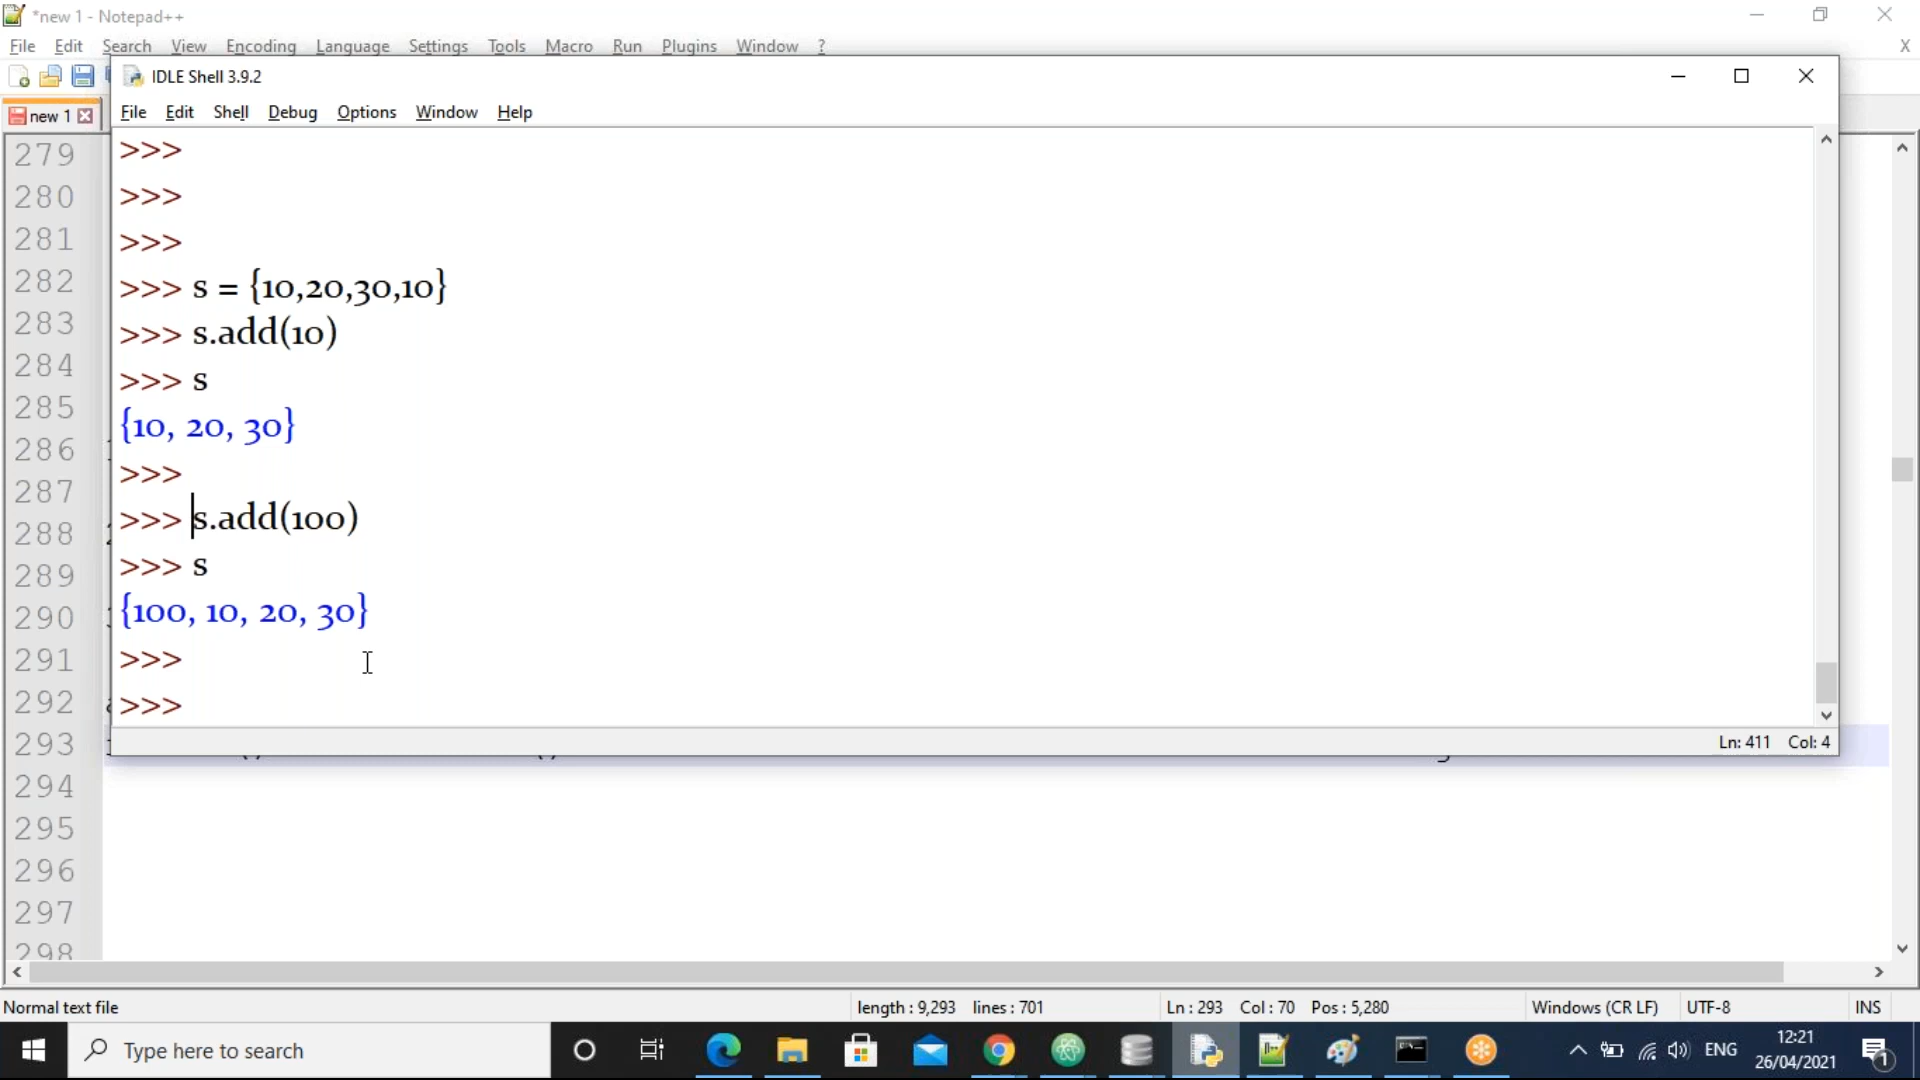 *new 1 - Notepad++
File Edit Search View Encoding Language Settings Tools Macro Run Plugins Window ?
X
IDLE Shell 3.9.2
new 1
File Edit Shell Debug Options Window Help
279
280
281
282
283
284
285
286
287
288
289
290
291
292
293
294
295
296
297
298
>>>
>>>
>>>
>>> s = {10,20,30,10}
>>> s.add(10)
>>> s
{10, 20, 30}
>>>
>>> s.add(100)
>>> s
{100, 10, 20, 30}
>>>
>>>
Ln: 411 Col: 4
Normal text file length : 9,293 lines : 701 Ln : 293 Col : 70 Pos : 5,280 Windows (CR LF) UTF-8 INS
Type here to search
ENG
12:21
26/04/2021
1